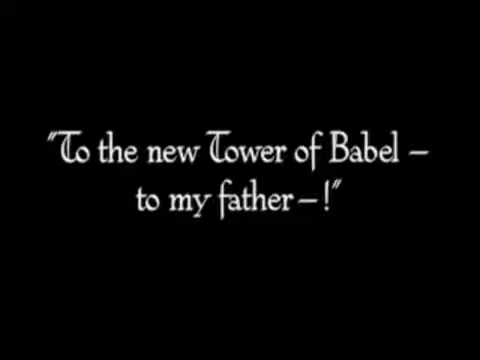 "To the new Tower of Babel —
to my father — !"